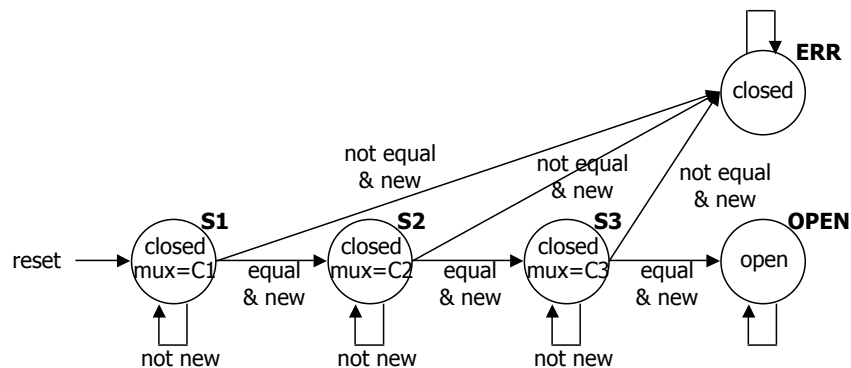 ERR
closed
not equal
& new
not equal
& new
not equal
& new
S1
S2
S3
OPEN
reset
closed
mux=C1
equal
& new
closed
mux=C2
equal
& new
closed
mux=C3
equal
& new
open
not new
not new
not new